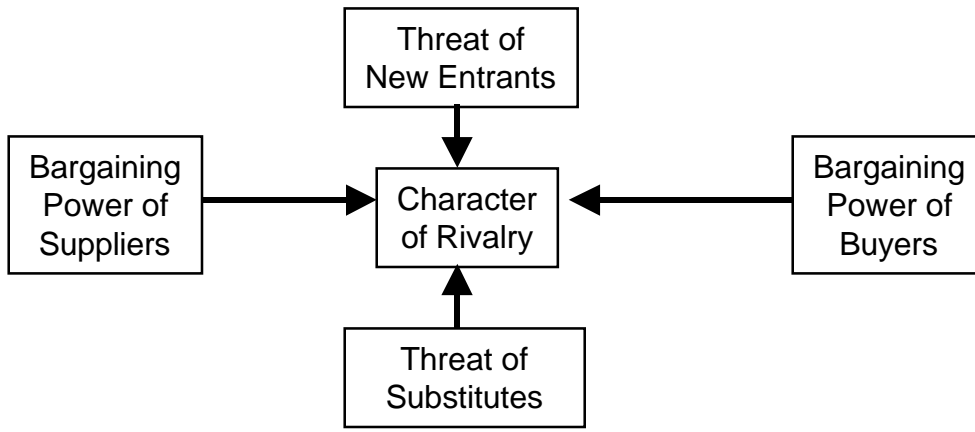 Threat of
New Entrants
Bargaining
Power of
Suppliers
Character
of Rivalry
Bargaining
Power of
Buyers
Threat of
Substitutes